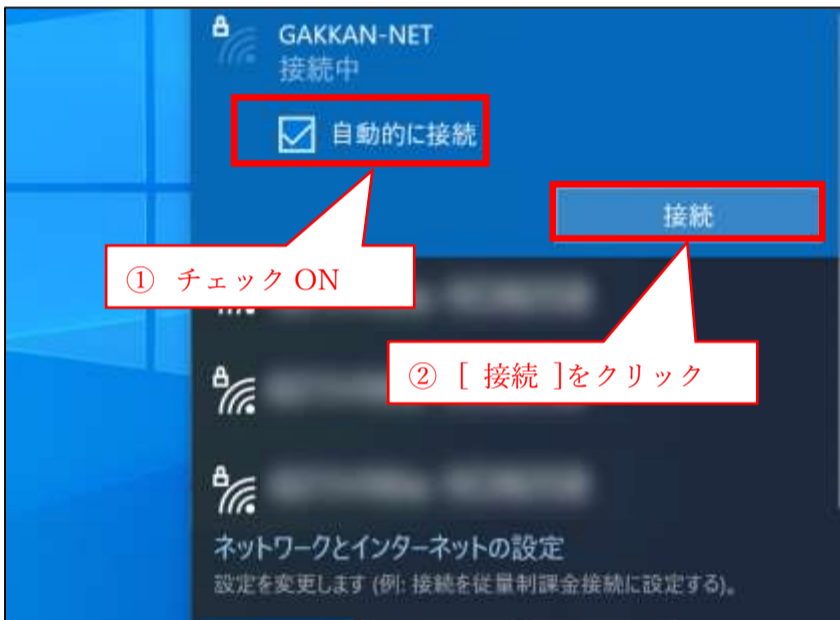 GAKKAN-NET
接続中
自動的に接続
接続
① チェック ON
② [ 接続 ]をクリック
ネットワークとインターネットの設定
設定を変更します (例: 接続を従量制課金接続に設定する)。